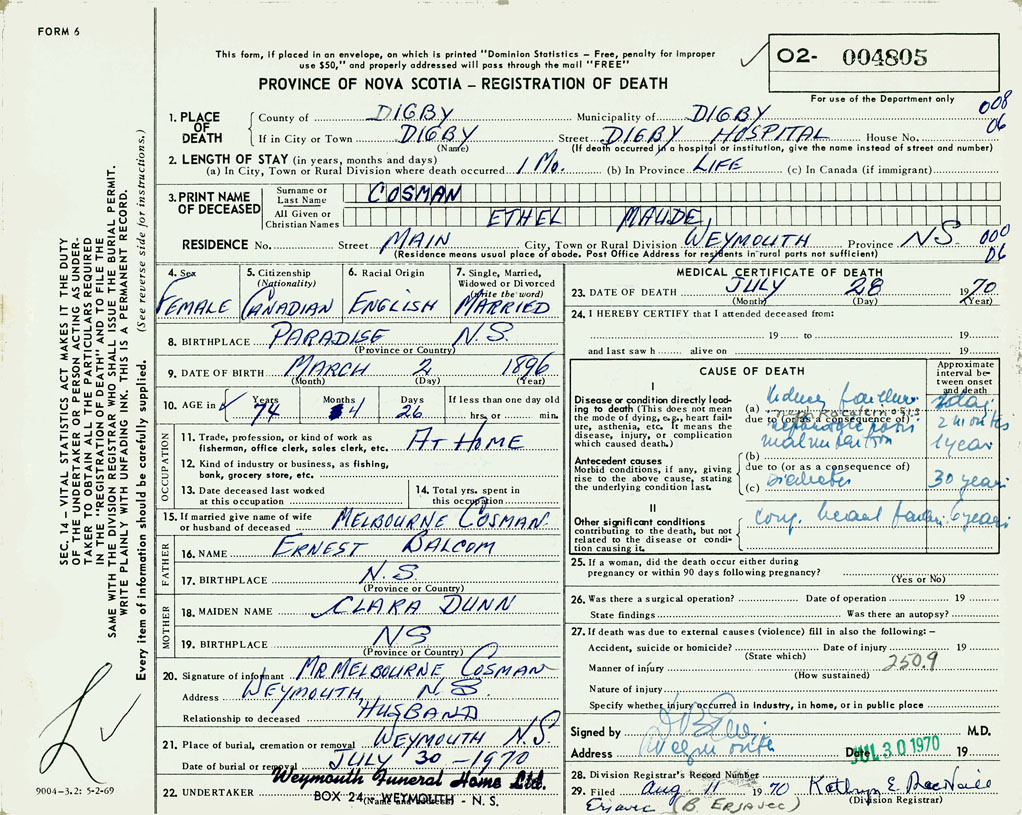 FORM 6
This form, if placed in an envelope, on which is printed "Dominion Statistics – Free, penalty for improper
use $50," and properly addressed will pass through the mail "FREE"
PROVINCE OF NOVA SCOTIA – REGISTRATION OF DEATH
O2- 004805
For use of the Department only
008
06
1. PLACE OF DEATH
County of DIGBY Municipality of DIGBY
If in City or Town DIGBY Street DIGBY HOSPITAL House No.
(Name) (If death occurred in a hospital or institution, give the name instead of street and number)
2. LENGTH OF STAY (in years, months and days)
(a) In City, Town or Rural Division where death occurred 1 Mo. (b) In Province LIFE (c) In Canada (if immigrant)
3. PRINT NAME OF DECEASED
Surname or Last Name COSMAN
All Given or Christian Names ETHEL MAUDE
RESIDENCE No. Street MAIN City, Town or Rural Division WEYMOUTH Province N.S. 000
06
(Residence means usual place of abode. Post Office Address for residents in rural parts not sufficient)
4. Sex FEMALE
5. Citizenship (Nationality) CANADIAN
6. Racial Origin ENGLISH
7. Single, Married, Widowed or Divorced (Write the word) MARRIED
8. BIRTHPLACE PARADISE N.S.
(Province or Country)
9. DATE OF BIRTH MARCH 2 1896
(Month) (Day) (Year)
10. AGE in Years 74 Months 4 Days 26 If less than one day old hrs. or min.
OCCUPATION
11. Trade, profession, or kind of work as fisherman, office clerk, sales clerk, etc. AT HOME
12. Kind of industry or business, as fishing, bank, grocery store, etc.
13. Date deceased last worked at this occupation
14. Total yrs. spent in this occupation
15. If married give name of wife or husband of deceased MELBOURNE COSMAN
FATHER
16. NAME ERNEST BALCOM
17. BIRTHPLACE N.S.
(Province or Country)
MOTHER
18. MAIDEN NAME CLARA DUNN
19. BIRTHPLACE NS
(Province or Country)
20. Signature of informant MR MELBOURNE COSMAN
Address WEYMOUTH, N.S.
Relationship to deceased HUSBAND
21. Place of burial, cremation or removal WEYMOUTH N.S
Date of burial or removal JULY 30 - 1970
22. UNDERTAKER Weymouth Funeral Home Ltd.
BOX 24 - WEYMOUTH - N. S.
(Name and address)
MEDICAL CERTIFICATE OF DEATH
23. DATE OF DEATH JULY 28 1970
(Month) (Day) (Year)
24. I HEREBY CERTIFY that I attended deceased from:
19 to 19
and last saw h alive on 19
CAUSE OF DEATH
Approximate interval between onset and death
I
Disease or condition directly leading to death (This does not mean the mode of dying, e.g., heart failure, asthenia, etc. It means the disease, injury, or complication which caused death.)
(a) kidney failure
due to (or as a consequence of) 2 months
malnutrition 1 year
Antecedent causes
Morbid conditions, if any, giving rise to the above cause, stating the underlying condition last.
(b)
due to (or as a consequence of)
(c) diabetes 30 years
II
Other significant conditions contributing to the death, but not related to the disease or condition causing it.
cong. heart failure 6 years
25. If a woman, did the death occur either during pregnancy or within 90 days following pregnancy?
(Yes or No)
26. Was there a surgical operation? Date of operation 19
State findings Was there an autopsy?
27. If death was due to external causes (violence) fill in also the following: –
Accident, suicide or homicide? Date of injury 19
(State which)
Manner of injury 250.9
(How sustained)
Nature of injury
Specify whether injury occurred in industry, in home, or in public place
Signed by M.D.
Address Weymouth Date JUL 30 1970 19
28. Division Registrar's Record Number
29. Filed Aug 11 1970 Kathryn E
(Division Registrar)
Erjavec (B. ERJAVEC)
SEC. 14 – VITAL STATISTICS ACT MAKES IT THE DUTY
OF THE UNDERTAKER OR PERSON ACTING AS UNDER-
TAKER TO OBTAIN ALL THE PARTICULARS REQUIRED
IN THE "REGISTRATION OF DEATH" AND TO FILE THE
SAME WITH THE DIVISION REGISTRAR WHO SHALL ISSUE THE BURIAL PERMIT.
WRITE PLAINLY WITH UNFADING INK. THIS IS A PERMANENT RECORD.
Every item of information should be carefully supplied. (See reverse side for instructions.)
9004-3.2: 5-2-69